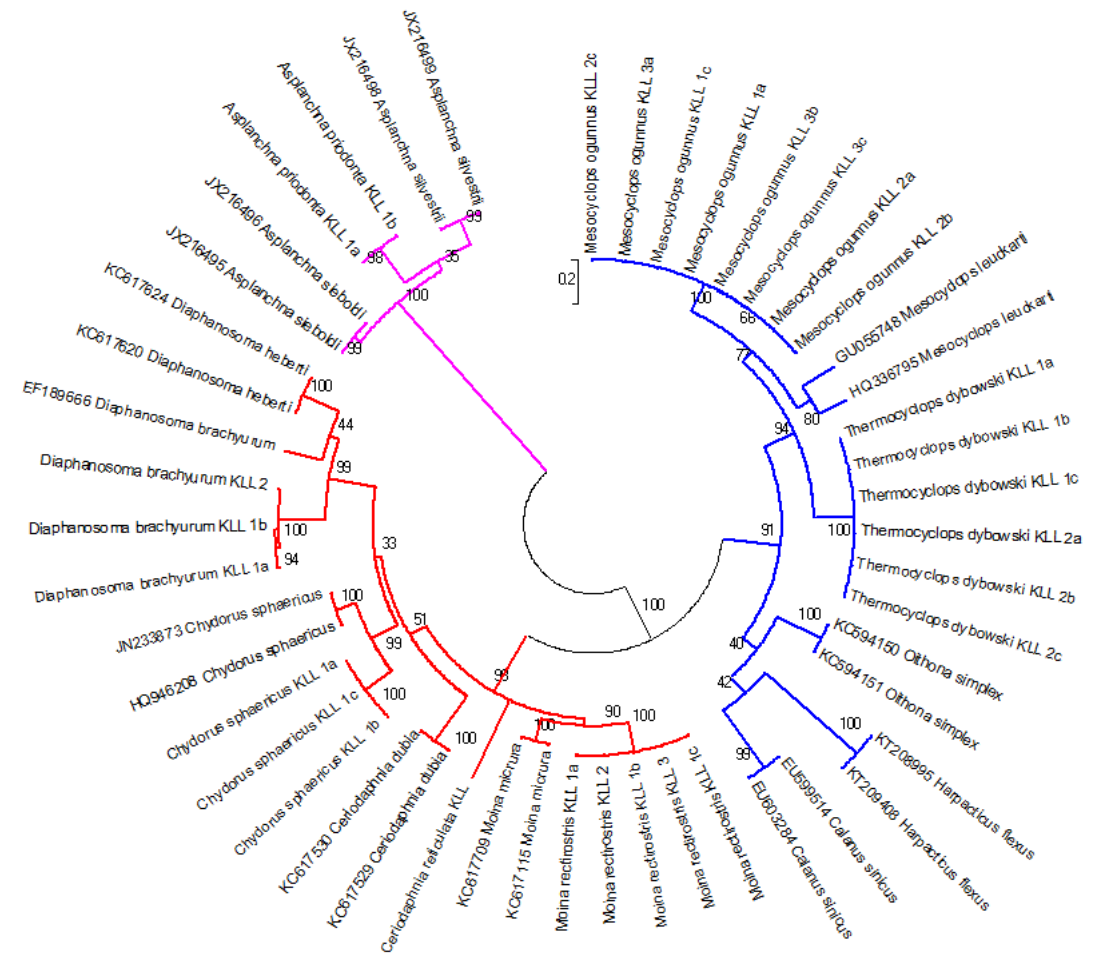 JX216499 Asplanchna silvestrii
JX216498 Asplanchna silvestrii
Asplanchna priodonta KLL 1b
Asplanchna priodonta KLL 1a
JX216496 Asplanchna sieboldi
JX216495 Asplanchna sieboldi
KC617624 Diaphanosoma heberti
KC617620 Diaphanosoma heberti
EF189666 Diaphanosoma brachyurum
Diaphanosoma brachyurum KLL 2
Diaphanosoma brachyurum KLL 1b
Diaphanosoma brachyurum KLL 1a
JN233873 Chydorus sphaericus
HQ946208 Chydorus sphaericus
Chydorus sphaericus KLL 1a
Chydorus sphaericus KLL 1c
Chydorus sphaericus KLL 1b
KC617530 Ceriodaphnia dubia
KC617529 Ceriodaphnia dubia
Ceriodaphnia reticulata KLL
KC617709 Moina micrura
KC617115 Moina micrura
Moina rectirostris KLL 1a
Moina rectirostris KLL 2
Moina rectrostris KLL 1b
Moina rectirostris KLL 3
Moina rectirostris KLL 1c
EU603284 Calanus sinicus
EU599514 Calanus sinicus
KT209408 Harpacticus flexus
KT208995 Harpacticus flexus
KC594151 Oithona simplex
KC594150 Oithona simplex
Thermocyclops dybowski KLL 2c
Thermocyclops dybowski KLL 2b
Thermocyclops dybowski KLL 2a
Thermocyclops dybowski KLL 1c
Thermocyclops dybowski KLL 1b
Thermocyclops dybowski KLL 1a
HQ336795 Mesocyclops leuckarti
GU055748 Mesocyclops leuckarti
Mesocyclops ogunnus KLL 2b
Mesocyclops ogunnus KLL 2a
Mesocyclops ogunnus KLL 3c
Mesocyclops ogunnus KLL 3b
Mesocyclops ogunnus KLL 1a
Mesocyclops ogunnus KLL 1c
Mesocyclops ogunnus KLL 3a
Mesocyclops ogunnus KLL 2c
0.2
99
98
35
100
99
100
44
99
100
94
33
100
99
100
51
100
98
100
90
100
100
91
94
77
100
66
80
100
40
100
42
100
99